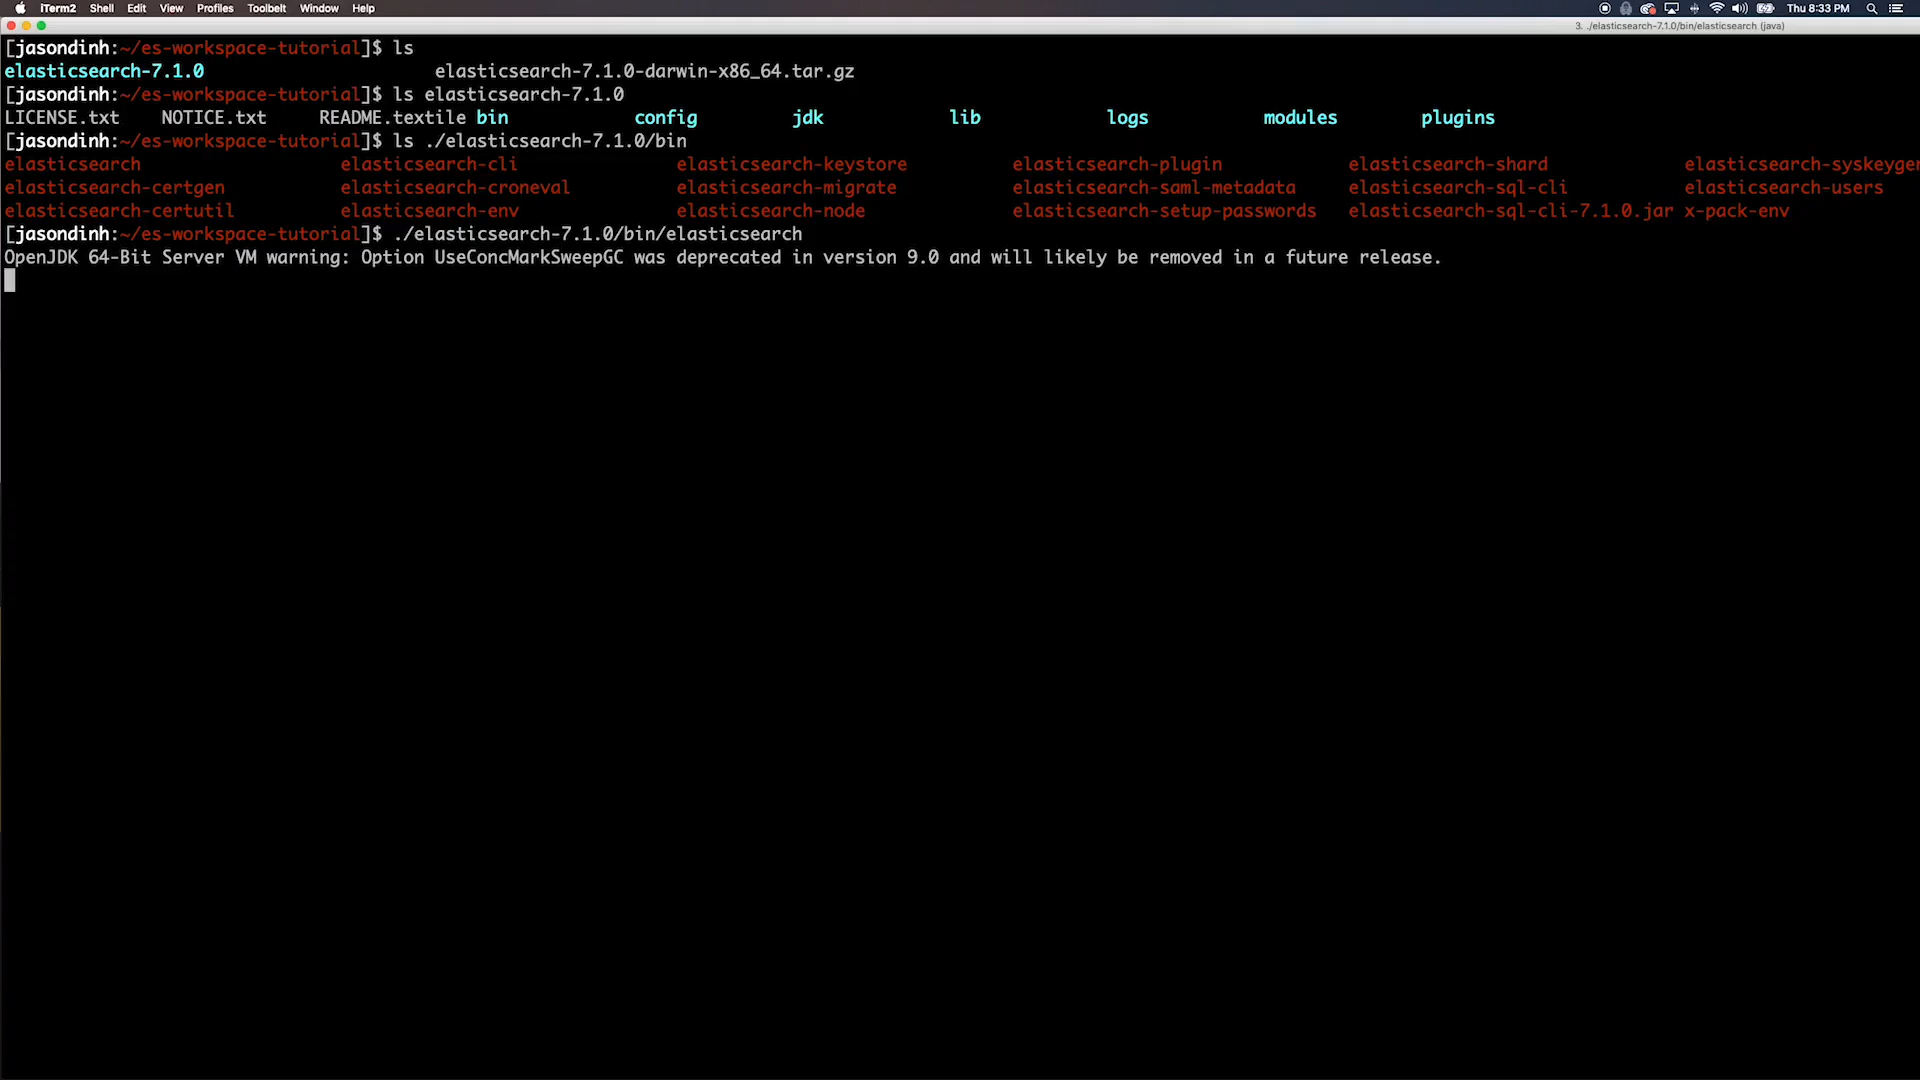 iTerm2 Shell Edit View Profiles Toolbelt Window Help Thu 8:33 PM
3. ./elasticsearch-7.1.0/bin/elasticsearch (java)
[jasondinh:~/es-workspace-tutorial]$ ls
elasticsearch-7.1.0 elasticsearch-7.1.0-darwin-x86_64.tar.gz
[jasondinh:~/es-workspace-tutorial]$ ls elasticsearch-7.1.0
LICENSE.txt NOTICE.txt README.textile bin config jdk lib logs modules plugins
[jasondinh:~/es-workspace-tutorial]$ ls ./elasticsearch-7.1.0/bin
elasticsearch elasticsearch-cli elasticsearch-keystore elasticsearch-plugin elasticsearch-shard elasticsearch-syskeygen
elasticsearch-certgen elasticsearch-croneval elasticsearch-migrate elasticsearch-saml-metadata elasticsearch-sql-cli elasticsearch-users
elasticsearch-certutil elasticsearch-env elasticsearch-node elasticsearch-setup-passwords elasticsearch-sql-cli-7.1.0.jar x-pack-env
[jasondinh:~/es-workspace-tutorial]$ ./elasticsearch-7.1.0/bin/elasticsearch
OpenJDK 64-Bit Server VM warning: Option UseConcMarkSweepGC was deprecated in version 9.0 and will likely be removed in a future release.